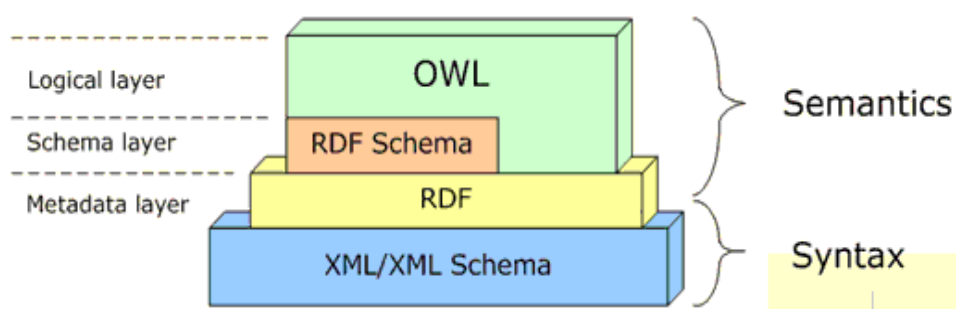 Logical layer
OWL
Semantics
Schema layer
RDF Schema
Metadata layer
RDF
Syntax
XML/XML Schema